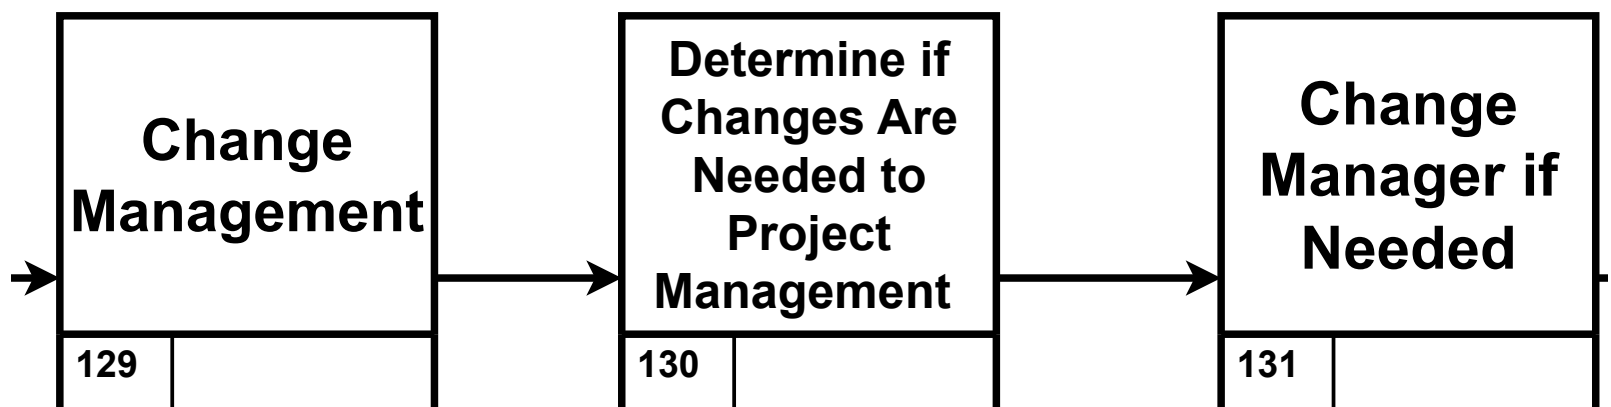 Change
Management
129
Determine if
Changes Are
Needed to
Project
Management
130
Change
Manager if
Needed
131